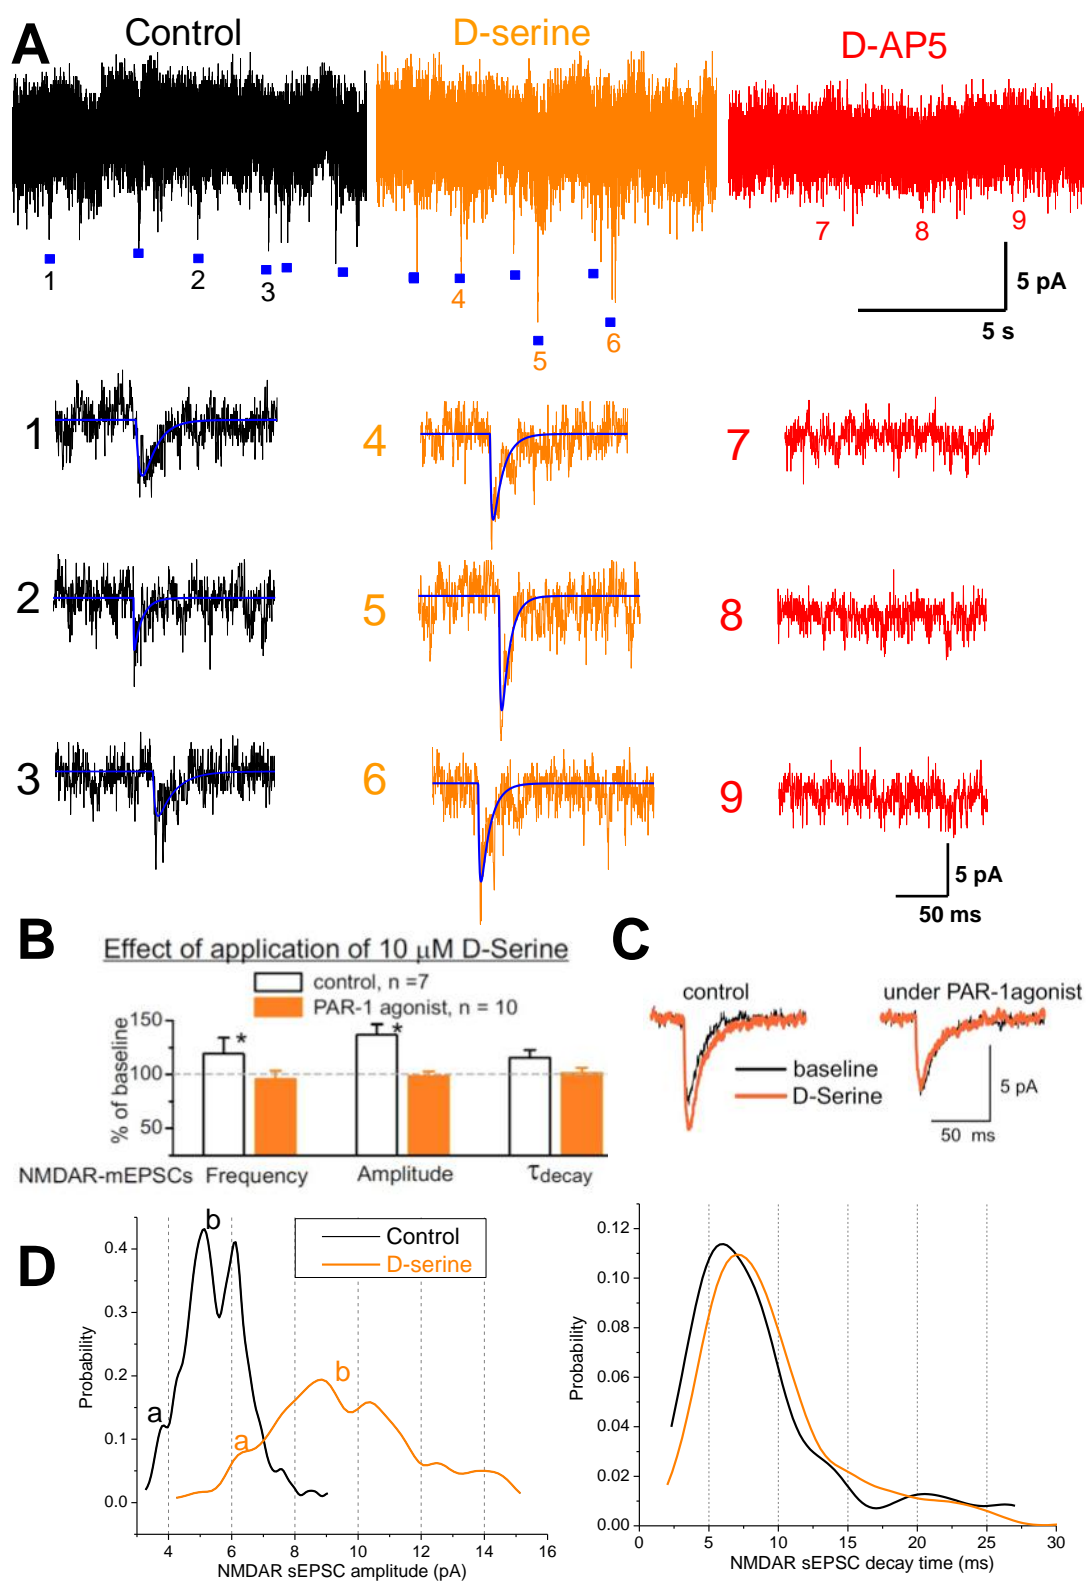 A
Control
D-serine
D-AP5
1
2
3
4
5
6
7
8
9
5 pA
5 s
1
4
7
2
5
8
3
6
9
5 pA
50 ms
B
Effect of application of 10 µM D-Serine
control, n =7
PAR-1 agonist, n = 10
% of baseline
150
100
50
*
*
NMDAR-mEPSCs Frequency Amplitude τdecay
C
control
under PAR-1agonist
baseline
D-Serine
5 pA
50 ms
D
Control
D-serine
a
b
a
b
Probability
0.4
0.3
0.2
0.1
0.0
4 6 8 10 12 14 16
NMDAR sEPSC amplitude (pA)
Probability
0.12
0.10
0.08
0.06
0.04
0.02
0.00
0 5 10 15 20 25 30
NMDAR sEPSC decay time (ms)